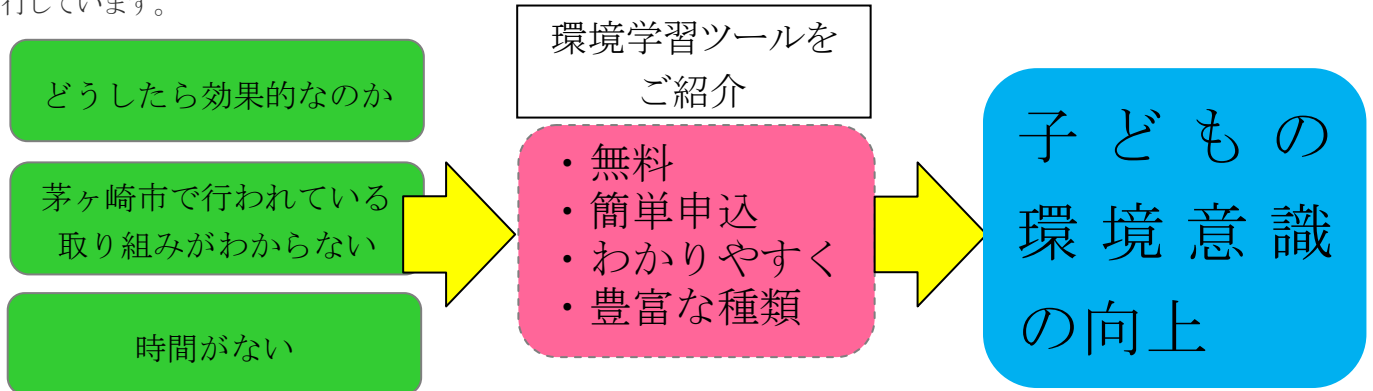 行しています。
どうしたら効果的なのか
茅ヶ崎市で行われている
取り組みがわからない
時間がない
環境学習ツールを
ご紹介
・無料
・簡単申込
・わかりやすく
・豊富な種類
子どもの
環境意識
の向上